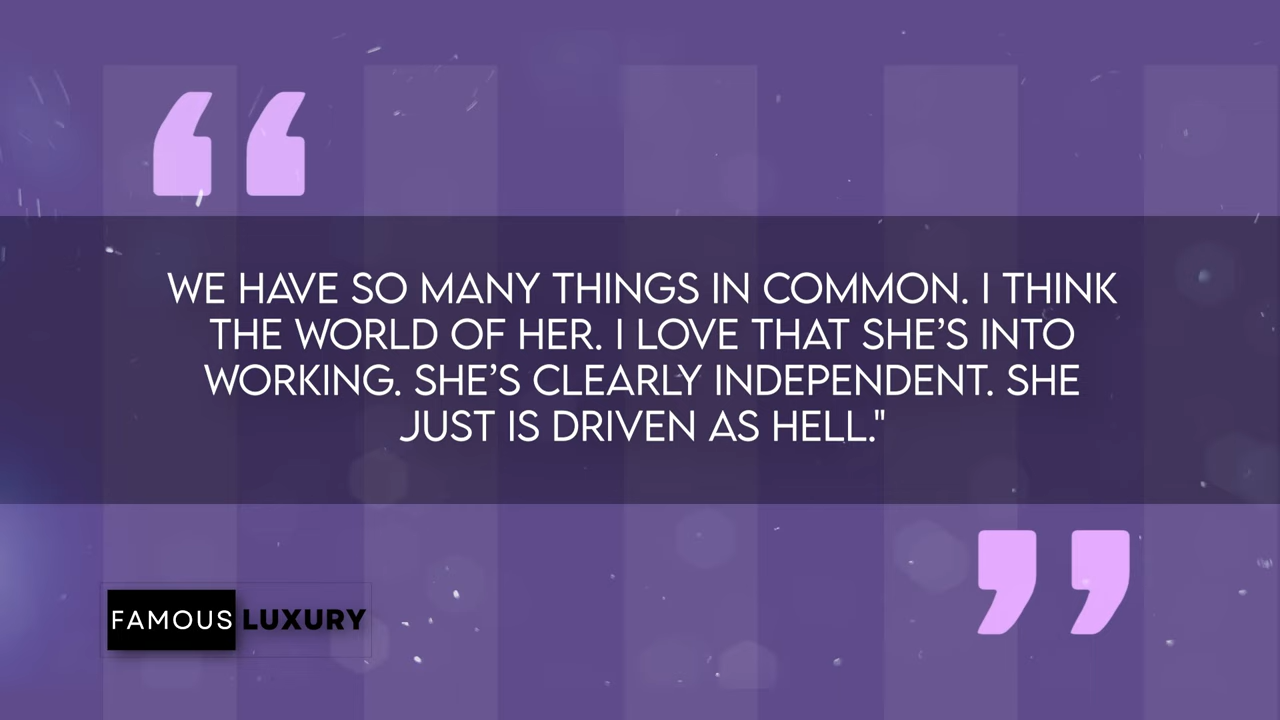 WE HAVE SO MANY THINGS IN COMMON. I THINK
THE WORLD OF HER. I LOVE THAT SHE’S INTO
WORKING. SHE’S CLEARLY INDEPENDENT. SHE
JUST IS DRIVEN AS HELL."
FAMOUS LUXURY